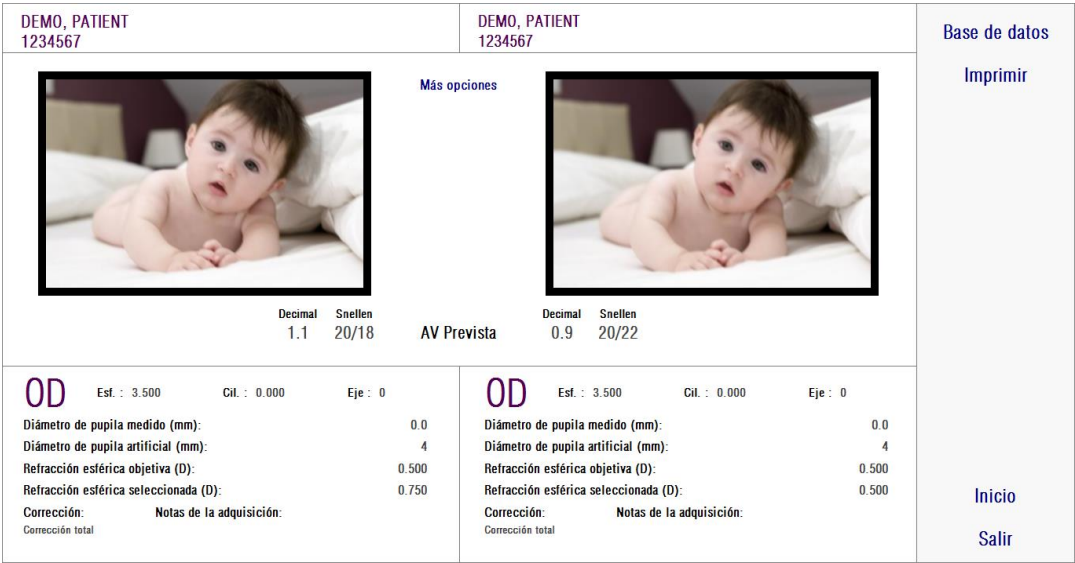 DEMO, PATIENT
1234567
DEMO, PATIENT
1234567
Base de datos
Imprimir
Más opciones
Decimal Snellen
1.1 20/18
AV Prevista
Decimal Snellen
0.9 20/22
OD Esf. : 3.500 Cil. : 0.000 Eje : 0
Diámetro de pupila medido (mm): 0.0
Diámetro de pupila artificial (mm): 4
Refracción esférica objetiva (D): 0.500
Refracción esférica seleccionada (D): 0.750
Corrección: Notas de la adquisición:
Corrección total
OD Esf. : 3.500 Cil. : 0.000 Eje : 0
Diámetro de pupila medido (mm): 0.0
Diámetro de pupila artificial (mm): 4
Refracción esférica objetiva (D): 0.500
Refracción esférica seleccionada (D): 0.500
Corrección: Notas de la adquisición:
Corrección total
Inicio
Salir